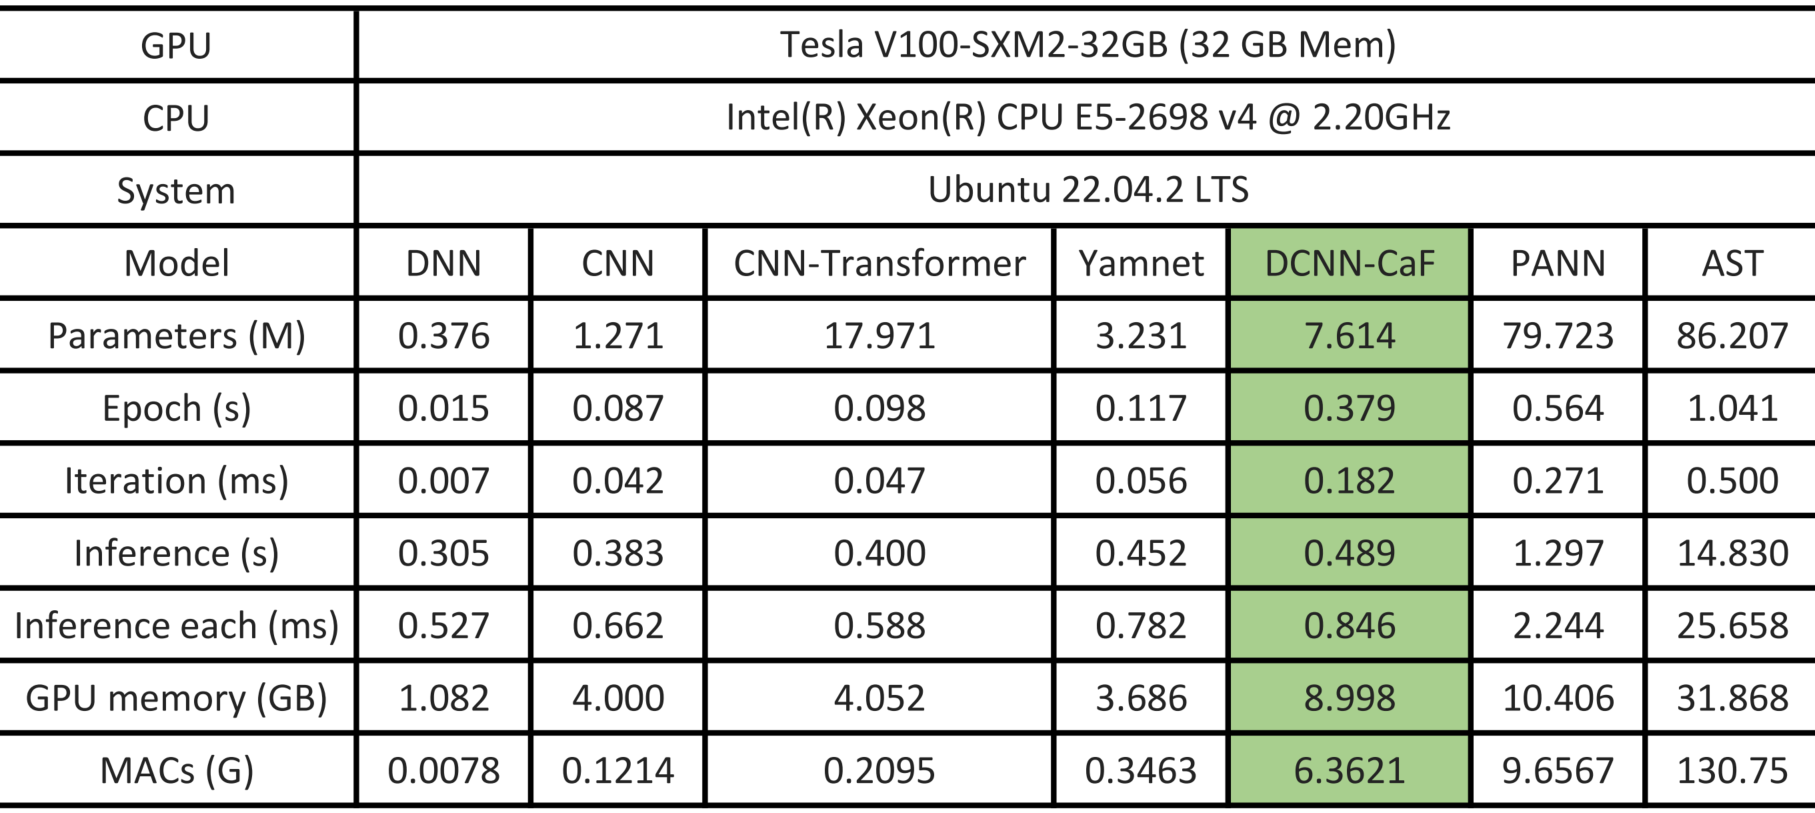 GPU Tesla V100-SXM2-32GB (32 GB Mem)
CPU Intel(R) Xeon(R) CPU E5-2698 v4 @ 2.20GHz
System Ubuntu 22.04.2 LTS
Model DNN CNN CNN-Transformer Yamnet DCNN-CaF PANN AST
Parameters (M) 0.376 1.271 17.971 3.231 7.614 79.723 86.207
Epoch (s) 0.015 0.087 0.098 0.117 0.379 0.564 1.041
Iteration (ms) 0.007 0.042 0.047 0.056 0.182 0.271 0.500
Inference (s) 0.305 0.383 0.400 0.452 0.489 1.297 14.830
Inference each (ms) 0.527 0.662 0.588 0.782 0.846 2.244 25.658
GPU memory (GB) 1.082 4.000 4.052 3.686 8.998 10.406 31.868
MACs (G) 0.0078 0.1214 0.2095 0.3463 6.3621 9.6567 130.75